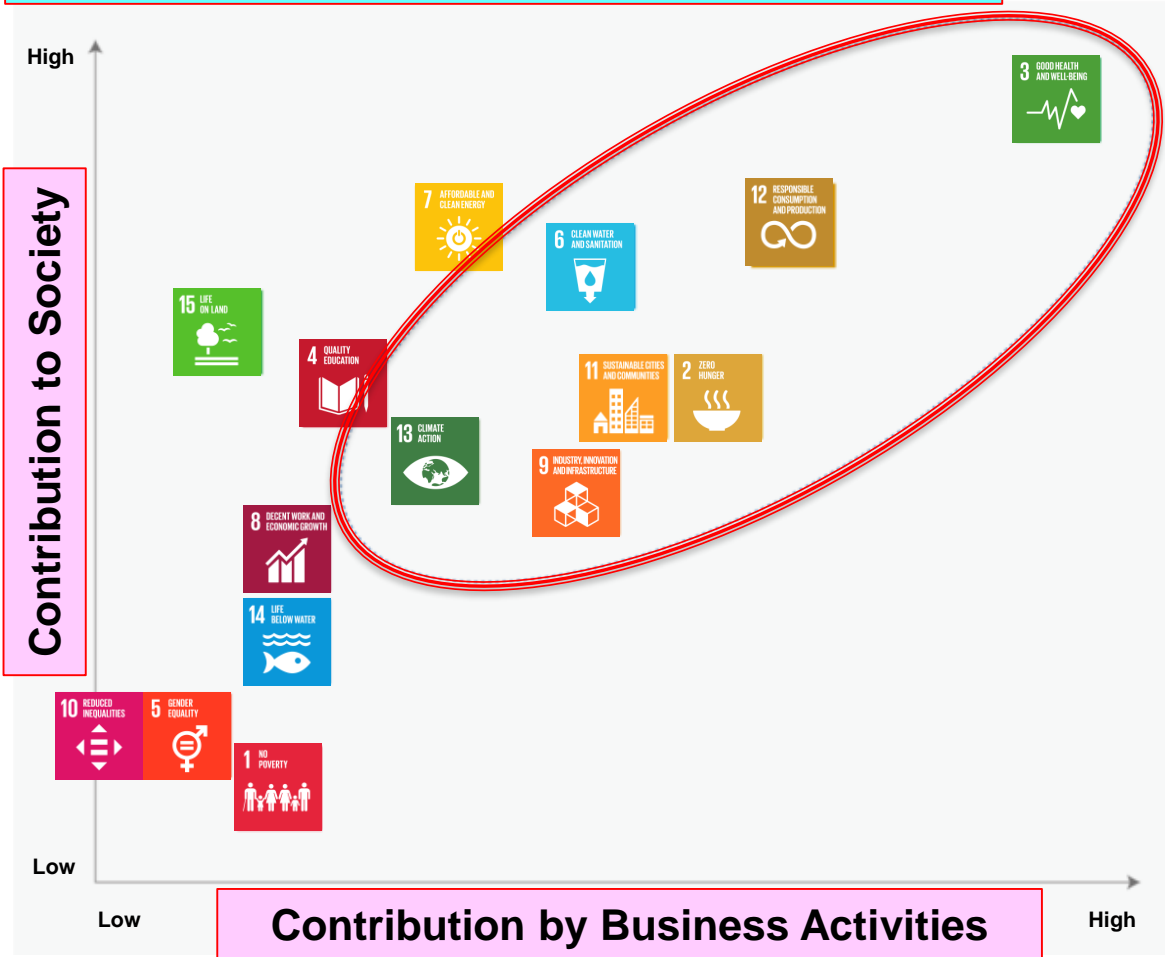 High
3 GOOD HEALTH
AND WELL-BEING
7 AFFORDABLE AND
CLEAN ENERGY
12 RESPONSIBLE
CONSUMPTION
AND PRODUCTION
6 CLEAN WATER
AND SANITATION
15 LIFE
ON LAND
4 QUALITY
EDUCATION
11 SUSTAINABLE CITIES
AND COMMUNITIES
2 ZERO
HUNGER
13 CLIMATE
ACTION
9 INDUSTRY, INNOVATION
AND INFRASTRUCTURE
8 DECENT WORK AND
ECONOMIC GROWTH
14 LIFE
BELOW WATER
10 REDUCED
INEQUALITIES
5 GENDER
EQUALITY
1 NO
POVERTY
Contribution to Society
Low
Low
Contribution by Business Activities
High